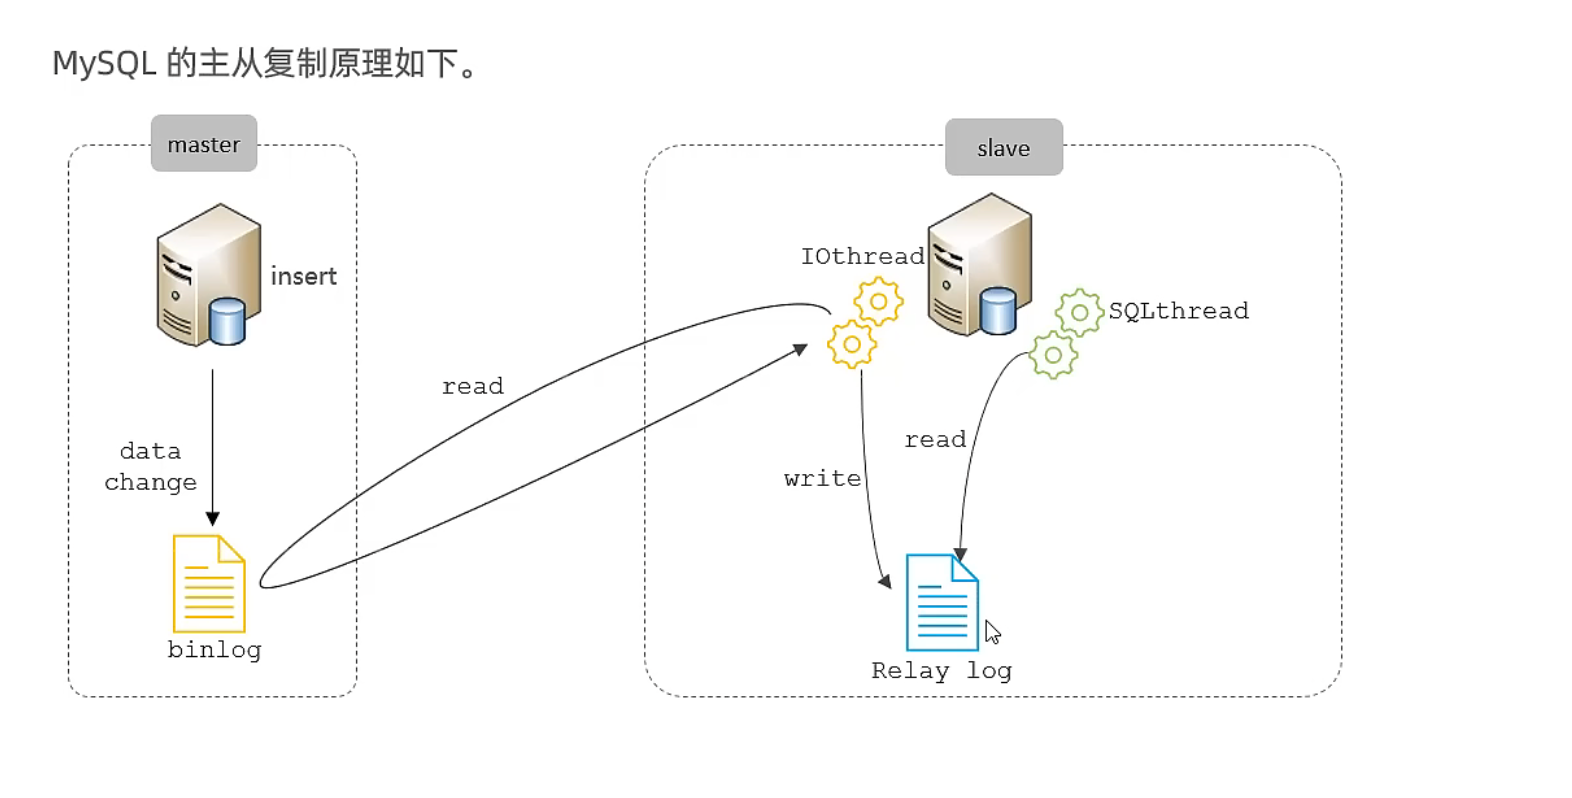 MySQL 的主从复制原理如下。
master
slave
insert
IOthread
SQLthread
read
data
change
read
write
binlog
Relay log